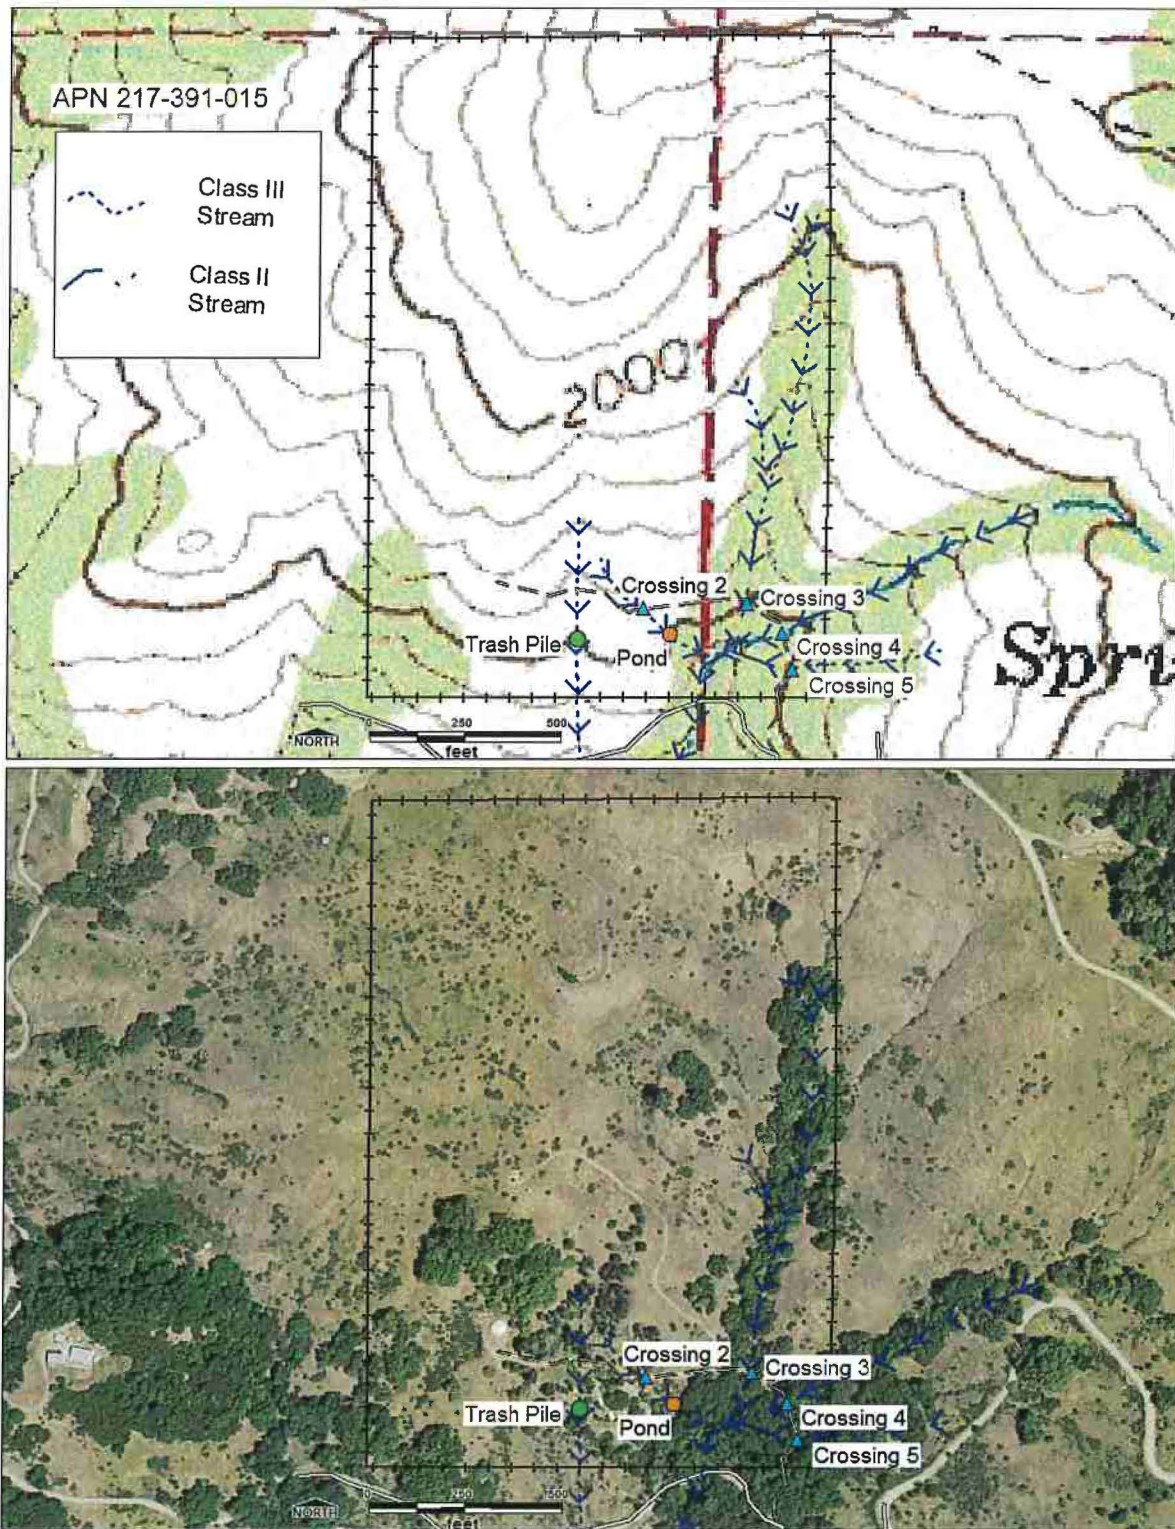 APN 217-391-015
Class III
Stream
Class II
Stream
2000
Crossing 2
Crossing 3
Trash Pile
Pond
Crossing 4
Crossing 5
Spru
NORTH
0 250 500
feet
Crossing 2
Crossing 3
Trash Pile
Pond
Crossing 4
Crossing 5
NORTH
0 250 500
feet